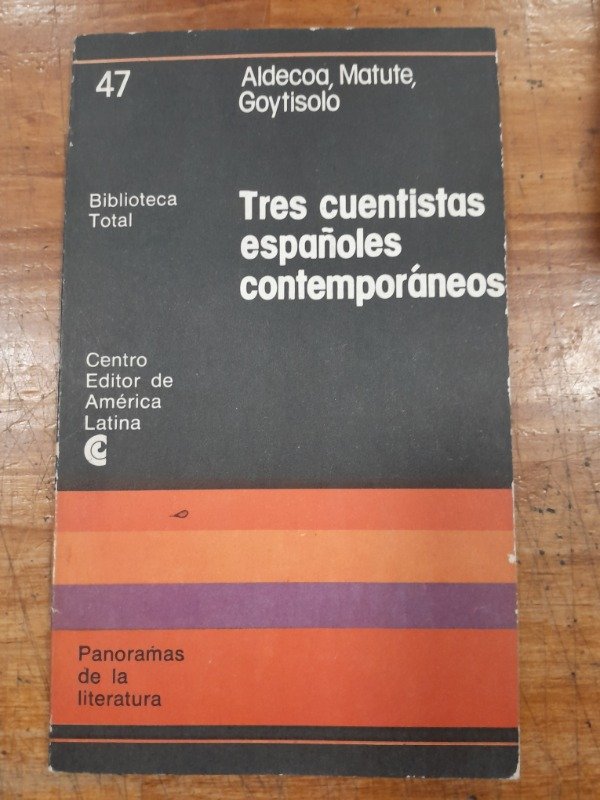 47
Aldecoa, Matute,
Goytisolo
Biblioteca
Total
Tres cuentistas
españoles
contemporáneos
Centro
Editor de
América
Latina
Panoramas
de la
literatura